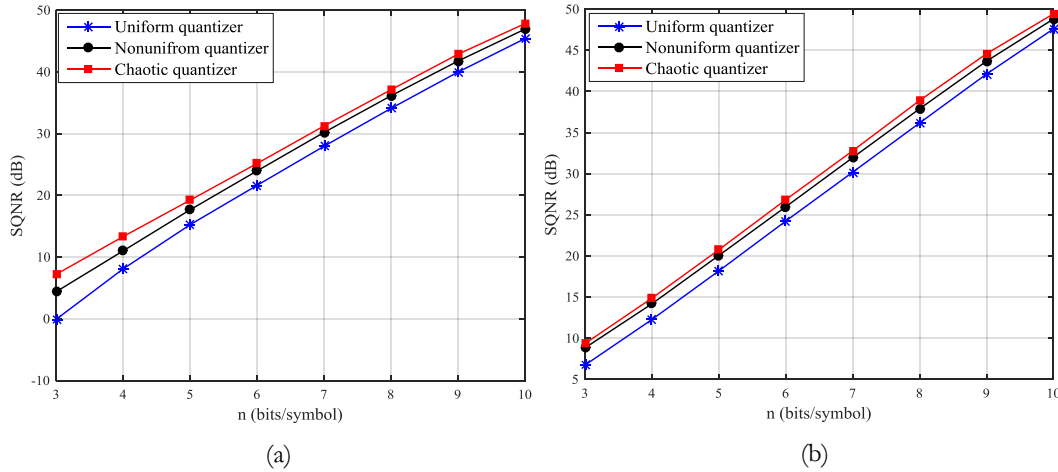 Uniform quantizer
Nonunifrom quantizer
Chaotic quantizer
50
40
30
20
10
0
-10
SQNR (dB)
3 4 5 6 7 8 9 10
n (bits/symbol)
(a)
Uniform quantizer
Nonuniform quantizer
Chaotic quantizer
50
45
40
35
30
25
20
15
10
5
SQNR (dB)
3 4 5 6 7 8 9 10
n (bits/symbol)
(b)